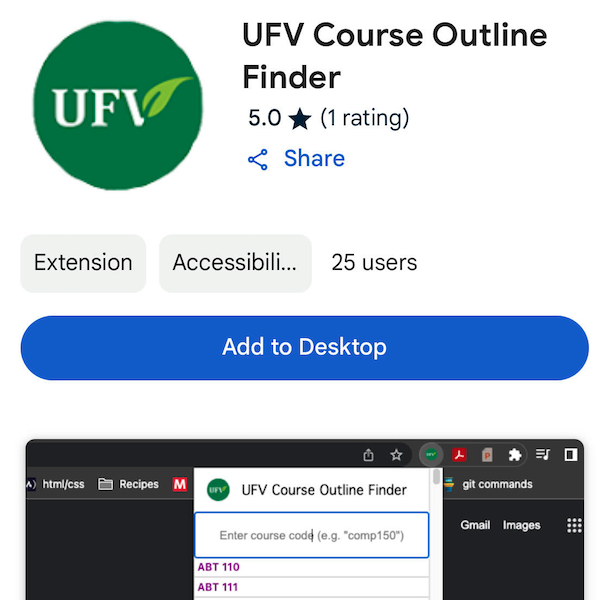 UFV
UFV Course Outline
Finder
5.0 ★ (1 rating)
Share
Extension
Accessibili...
25 users
Add to Desktop
html/css
Recipes
M
git commands
UFV
UFV Course Outline Finder
Enter course code (e.g. "comp150")
Gmail
Images
ABT 110
ABT 111